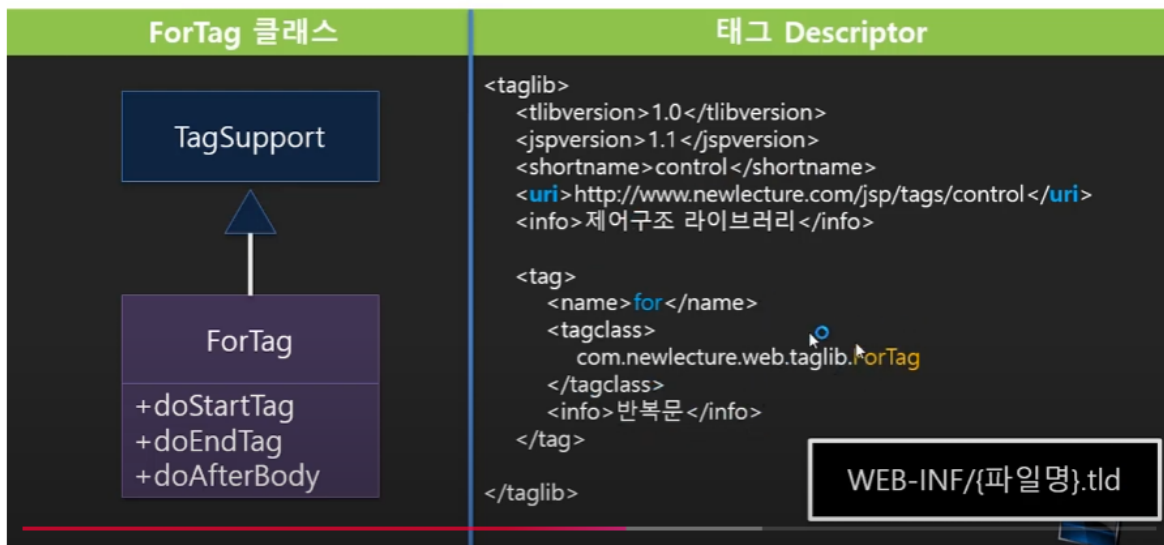 ForTag 클래스
태그 Descriptor
TagSupport
ForTag
+doStartTag
+doEndTag
+doAfterBody
<taglib>
<tlibversion>1.0</tlibversion>
<jspversion>1.1</jspversion>
<shortname>control</shortname>
<uri>http://www.newlecture.com/jsp/tags/control</uri>
<info>제어구조 라이브러리</info>
<tag>
<name>for</name>
<tagclass>
com.newlecture.web.taglib.ForTag
</tagclass>
<info>반복문</info>
</tag>
</taglib>
WEB-INF/{파일명}.tld